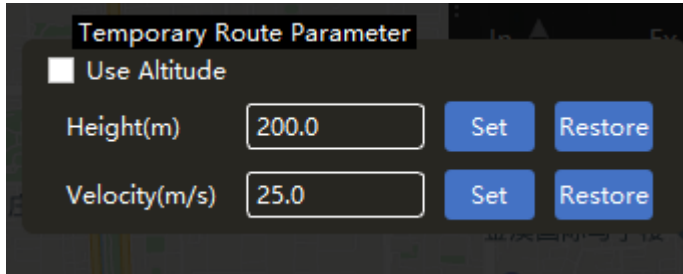 Temporary Route Parameter
Use Altitude
Height(m) 200.0 Set Restore
Velocity(m/s) 25.0 Set Restore